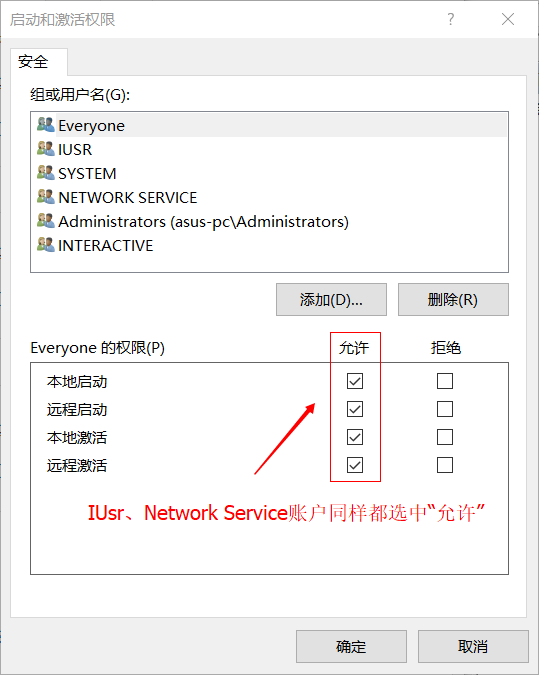 启动和激活权限
安全
组或用户名(G):
Everyone
IUSR
SYSTEM
NETWORK SERVICE
Administrators (asus-pc\Administrators)
INTERACTIVE
添加(D)... 删除(R)
Everyone 的权限(P) 允许 拒绝
本地启动
远程启动
本地激活
远程激活
IUsr、Network Service账户同样都选中“允许”
确定 取消